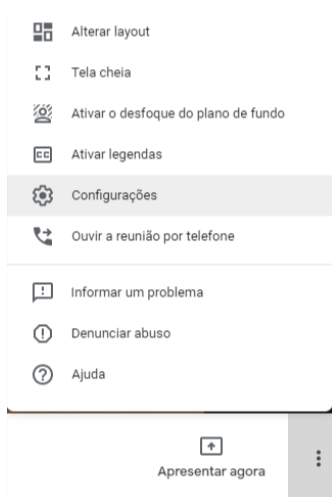 Alterar layout
Tela cheia
Ativar o desfoque do plano de fundo
CC Ativar legendas
Configurações
Ouvir a reunião por telefone
Informar um problema
Denunciar abuso
Ajuda
Apresentar agora